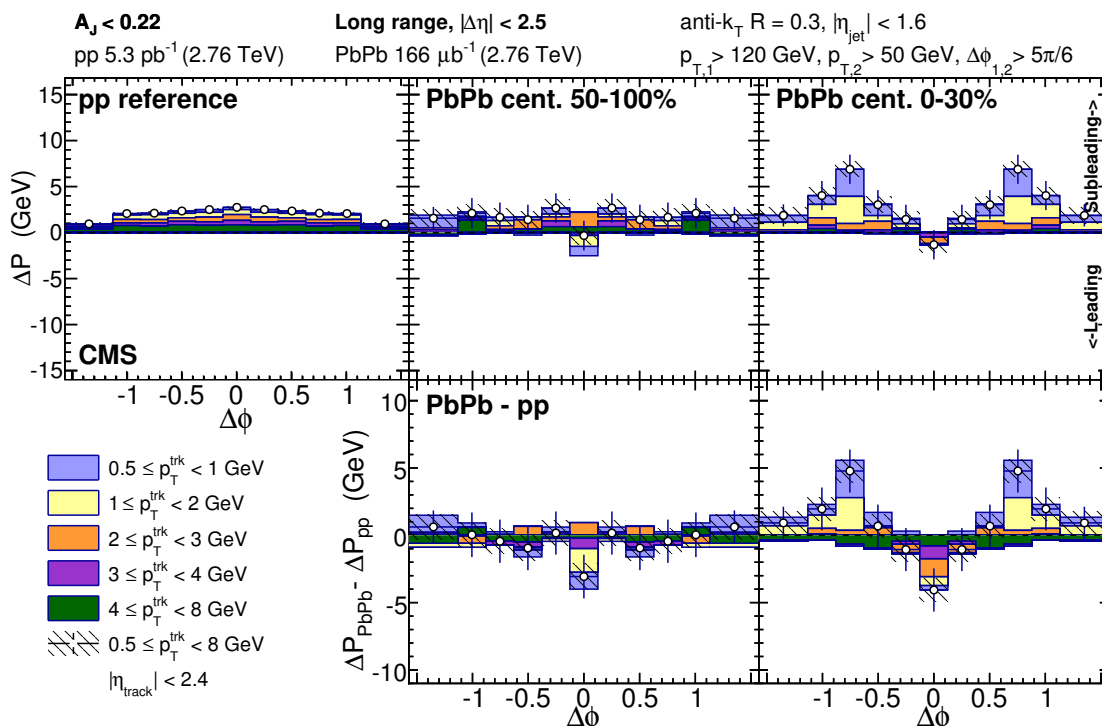 A_J < 0.22
Long range, |Δη| < 2.5
anti-k_T R = 0.3, |η_jet| < 1.6
pp 5.3 pb⁻¹ (2.76 TeV)
PbPb 166 μb⁻¹ (2.76 TeV)
p_T,1 > 120 GeV, p_T,2 > 50 GeV, Δϕ_1,2 > 5π/6
pp reference
PbPb cent. 50-100%
PbPb cent. 0-30%
15
10
5
0
-5
-10
-15
ΔP (GeV)
CMS
Subleading->
<-Leading
-1 -0.5 0 0.5 1
Δϕ
PbPb - pp
10
5
0
-5
-10
ΔP_PbPb - ΔP_pp (GeV)
0.5 ≤ p_T^trk < 1 GeV
1 ≤ p_T^trk < 2 GeV
2 ≤ p_T^trk < 3 GeV
3 ≤ p_T^trk < 4 GeV
4 ≤ p_T^trk < 8 GeV
0.5 ≤ p_T^trk < 8 GeV
|η_track| < 2.4
-1 -0.5 0 0.5 1
Δϕ
-1 -0.5 0 0.5 1
Δϕ